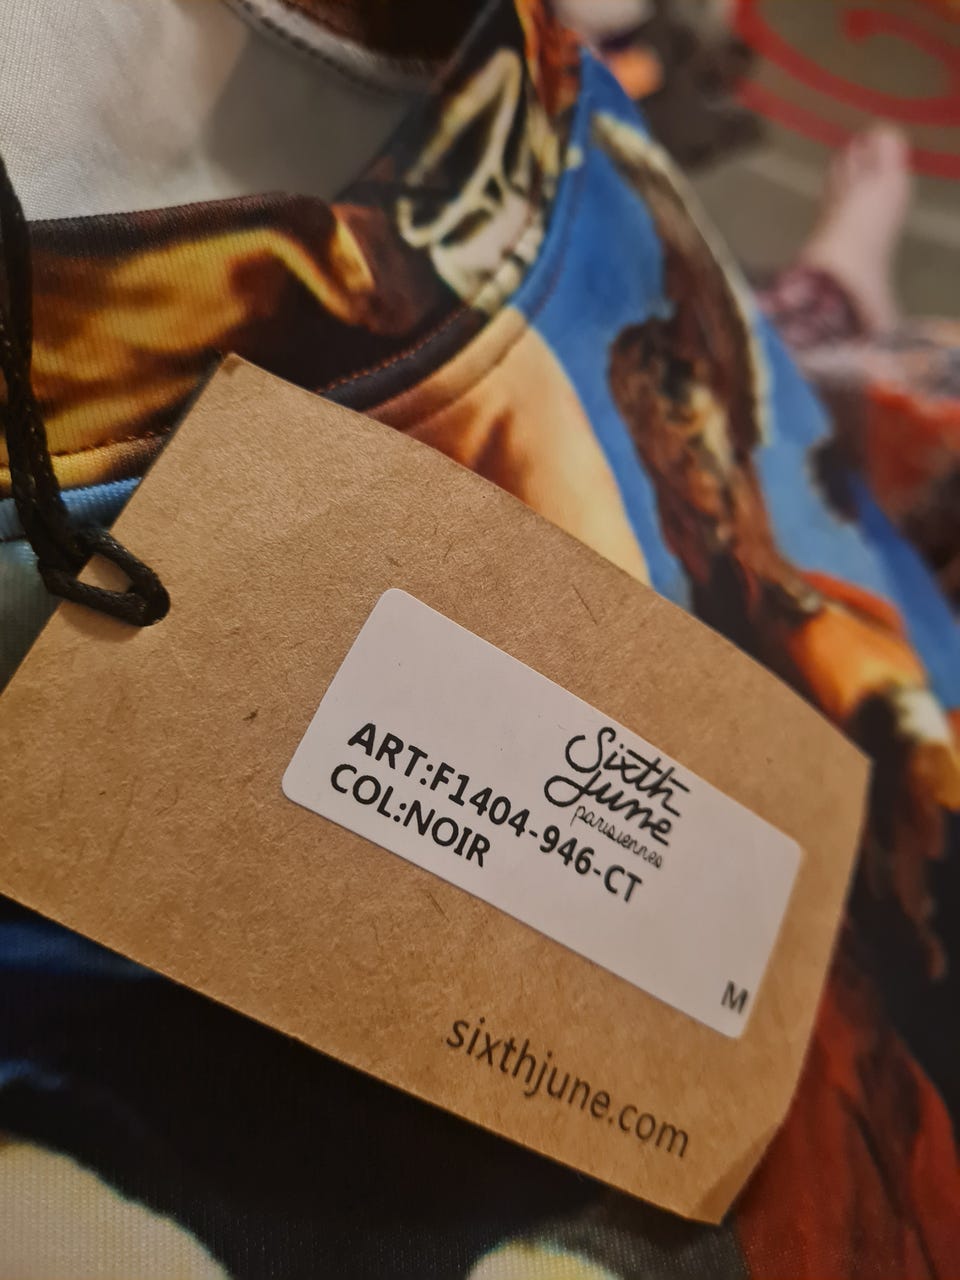 Sixth
June
parisiennes
ART:F1404-946-CT
COL:NOIR
M
sixthjune.com